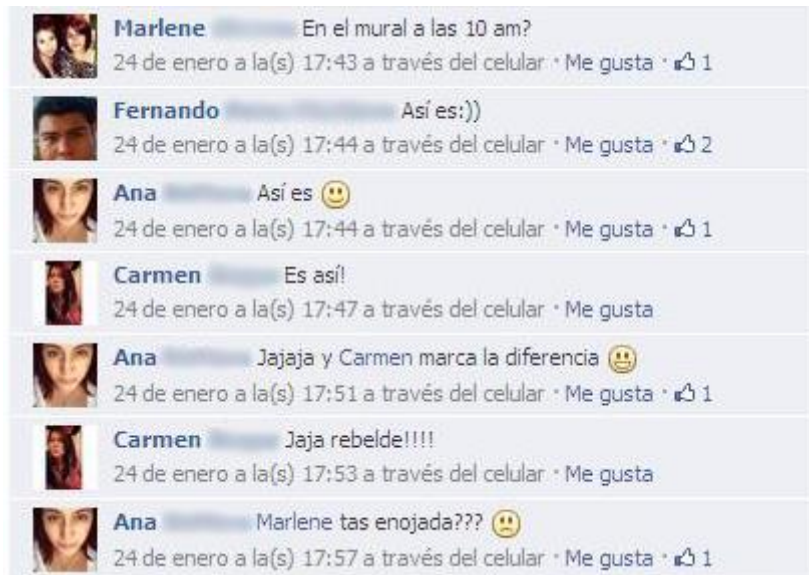 Marlene En el mural a las 10 am?
24 de enero a la(s) 17:43 a través del celular · Me gusta · 1
Fernando Así es:))
24 de enero a la(s) 17:44 a través del celular · Me gusta · 2
Ana Así es
24 de enero a la(s) 17:44 a través del celular · Me gusta · 1
Carmen Es así!
24 de enero a la(s) 17:47 a través del celular · Me gusta
Ana Jajaja y Carmen marca la diferencia
24 de enero a la(s) 17:51 a través del celular · Me gusta · 1
Carmen Jaja rebelde!!!!
24 de enero a la(s) 17:53 a través del celular · Me gusta
Ana Marlene tas enojada???
24 de enero a la(s) 17:57 a través del celular · Me gusta · 1